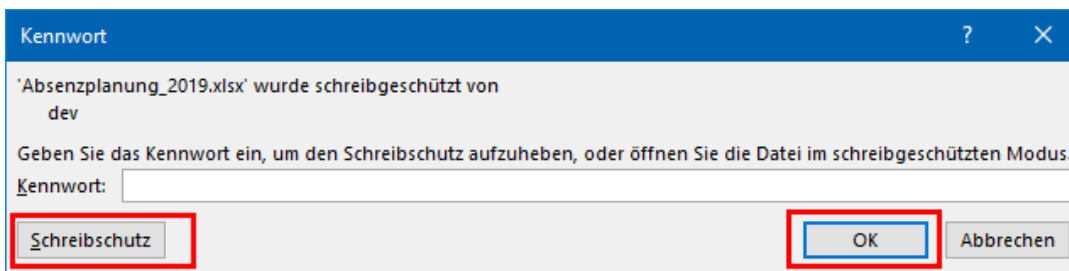 Kennwort ?
'Absenzplanung_2019.xlsx' wurde schreibgeschützt von
dev
Geben Sie das Kennwort ein, um den Schreibschutz aufzuheben, oder öffnen Sie die Datei im schreibgeschützten Modus.
Kennwort:
Schreibschutz OK Abbrechen